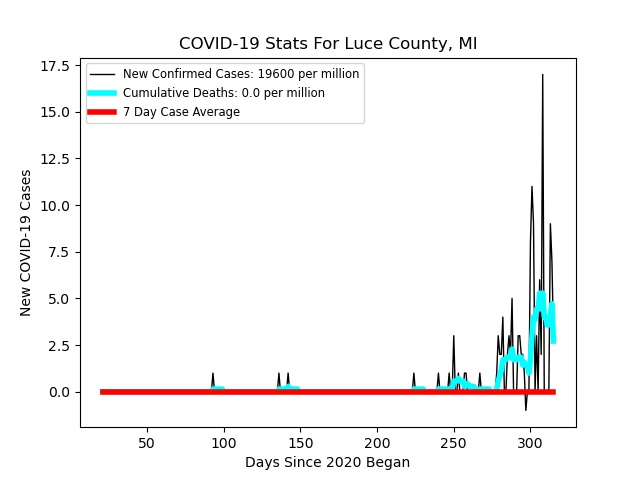 COVID-19 Stats For Luce County, MI
New Confirmed Cases: 19600 per million
Cumulative Deaths: 0.0 per million
7 Day Case Average
17.5
15.0
12.5
10.0
7.5
5.0
2.5
0.0
New COVID-19 Cases
50 100 150 200 250 300
Days Since 2020 Began